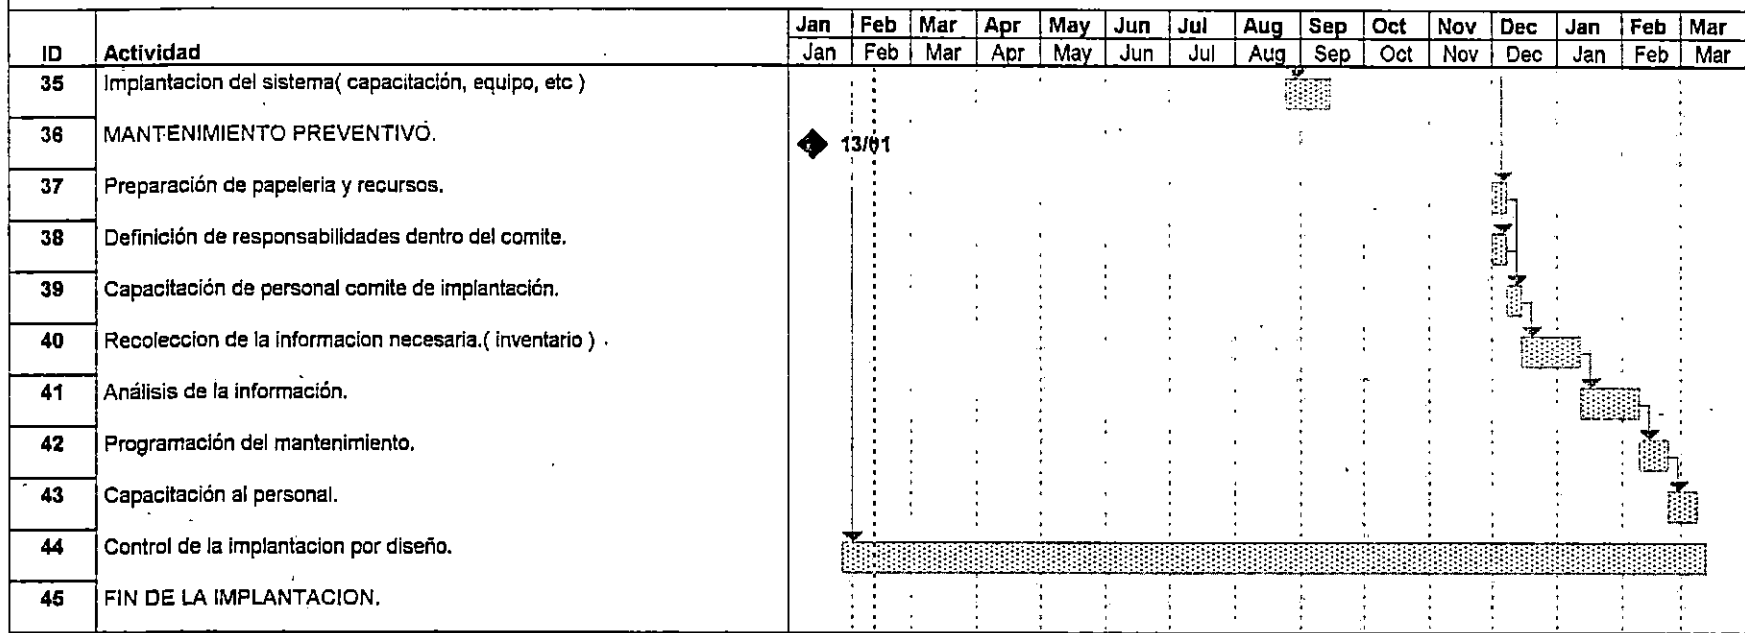 Jan Feb Mar Apr May Jun Jul Aug Sep Oct Nov Dec Jan Feb Mar
ID Actividad Jan Feb Mar Apr May Jun Jul Aug Sep Oct Nov Dec Jan Feb Mar
35 Implantacion del sistema( capacitación, equipo, etc )
36 MANTENIMIENTO PREVENTIVO. 13/01
37 Preparación de papeleria y recursos.
38 Definición de responsabilidades dentro del comite.
39 Capacitación de personal comite de implantación.
40 Recoleccion de la informacion necesaria.( inventario )
41 Análisis de la información.
42 Programación del mantenimiento.
43 Capacitación al personal.
44 Control de la implantacion por diseño.
45 FIN DE LA IMPLANTACION.